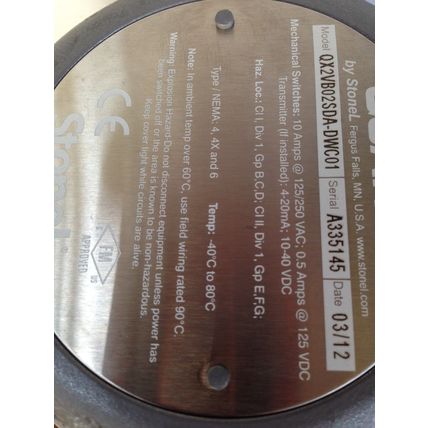 by StoneL Fergus Falls, MN, U.S.A. www.stonel.com
Model QX2VB02SDA-DWC01 Serial A335145 Date 03/12
Mechanical Switches: 10 Amps @ 125/250 VAC; 0.5 Amps @ 125 VDC
Transmitter (If installed): 4-20mA; 10-40 VDC
Haz. Loc.: Cl I, Div 1, Gp B,C,D; Cl II, Div 1, Gp E,F,G;
Type / NEMA: 4, 4X and 6 Temp: -40°C to 80°C
Note: In ambient temp over 60°C, use field wiring rated 90°C.
Warning: Explosion Hazard - Do not disconnect equipment unless power has
been switched off or the area is known to be non-hazardous.
Keep cover tight while circuits are alive.
CE
FM
US
APPROVED
StoneL